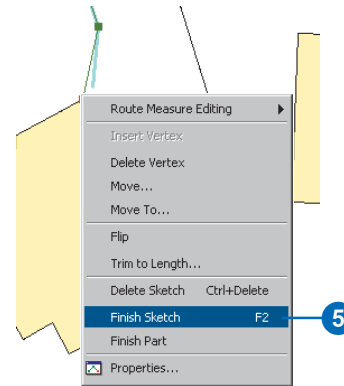 Route Measure Editing
Insert Vertex
Delete Vertex
Move...
Move To...
Flip
Trim to Length...
Delete Sketch Ctrl+Delete
Finish Sketch F2
5
Finish Part
Properties...